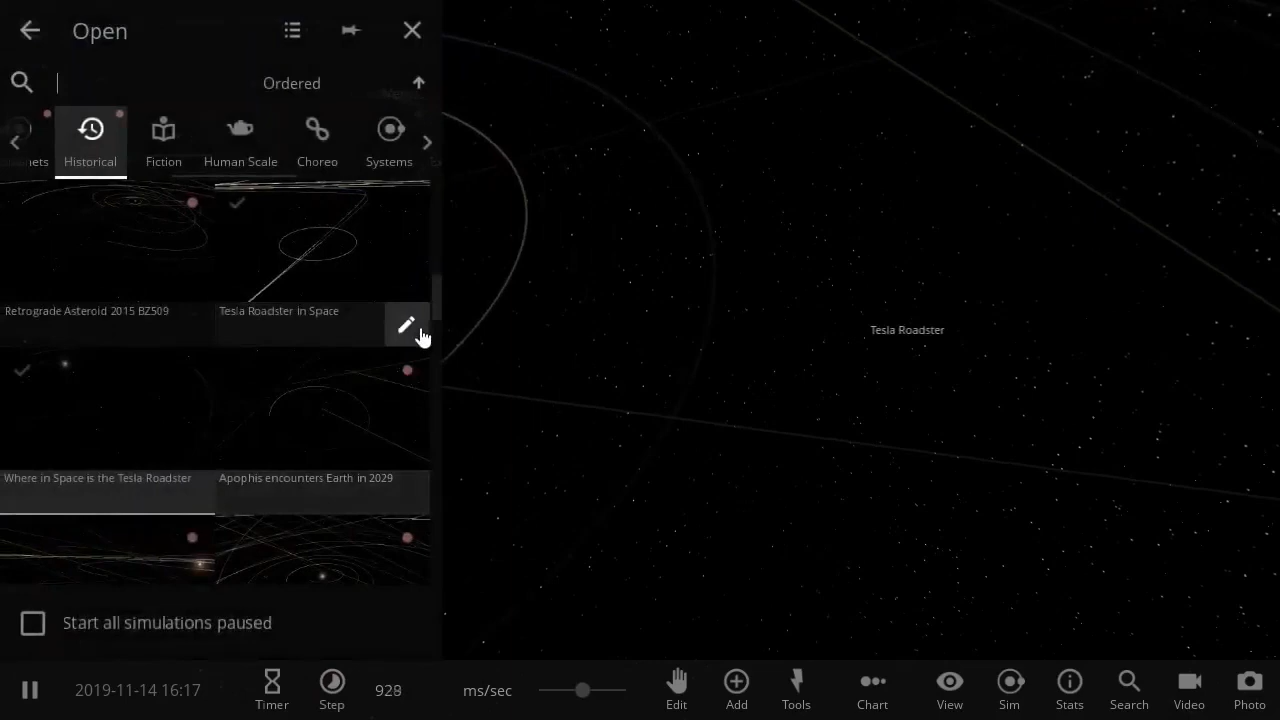 Open
Ordered
nets
Historical
Fiction
Human Scale
Choreo
Systems
Retrograde Asteroid 2015 BZ509
Tesla Roadster in Space
Where in Space is the Tesla Roadster
Apophis encounters Earth in 2029
Start all simulations paused
Tesla Roadster
2019-11-14 16:17
Timer
Step
928
ms/sec
Edit
Add
Tools
Chart
View
Sim
Stats
Search
Video
Photo